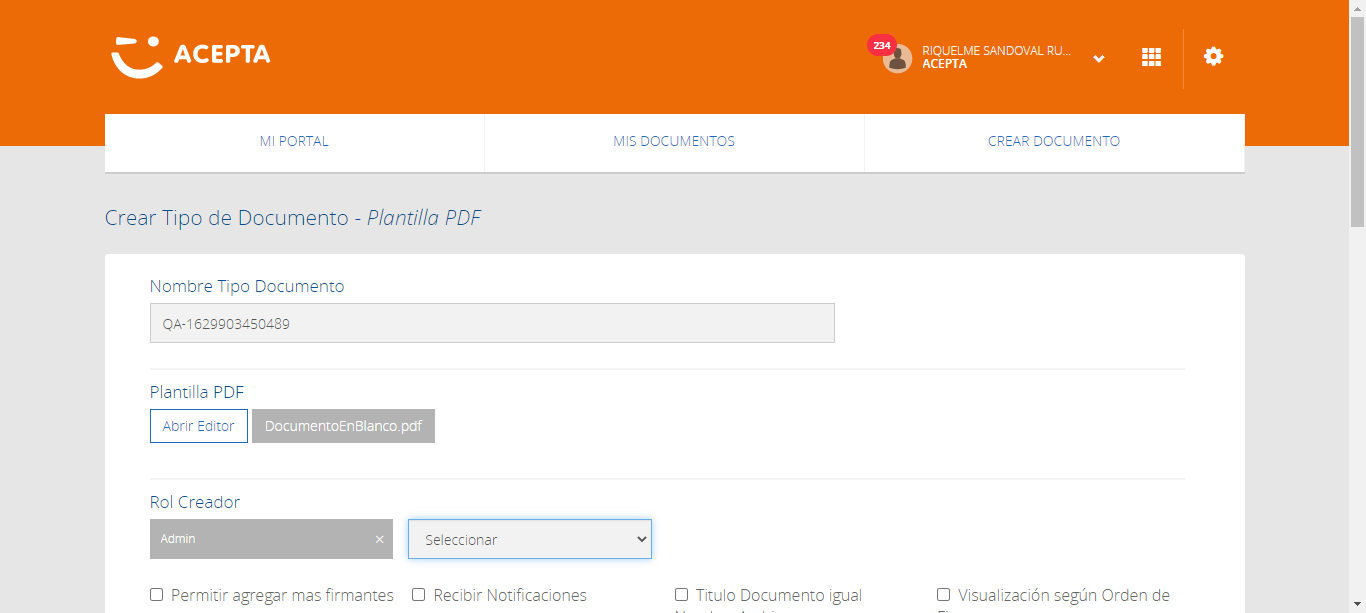 ACEPTA
234
RIQUELME SANDOVAL RU...
ACEPTA
MI PORTAL
MIS DOCUMENTOS
CREAR DOCUMENTO
Crear Tipo de Documento - Plantilla PDF
Nombre Tipo Documento
QA-1629903450489
Plantilla PDF
Abrir Editor
DocumentoEnBlanco.pdf
Rol Creador
Admin ×
Seleccionar
Permitir agregar mas firmantes
Recibir Notificaciones
Titulo Documento igual
Visualización según Orden de